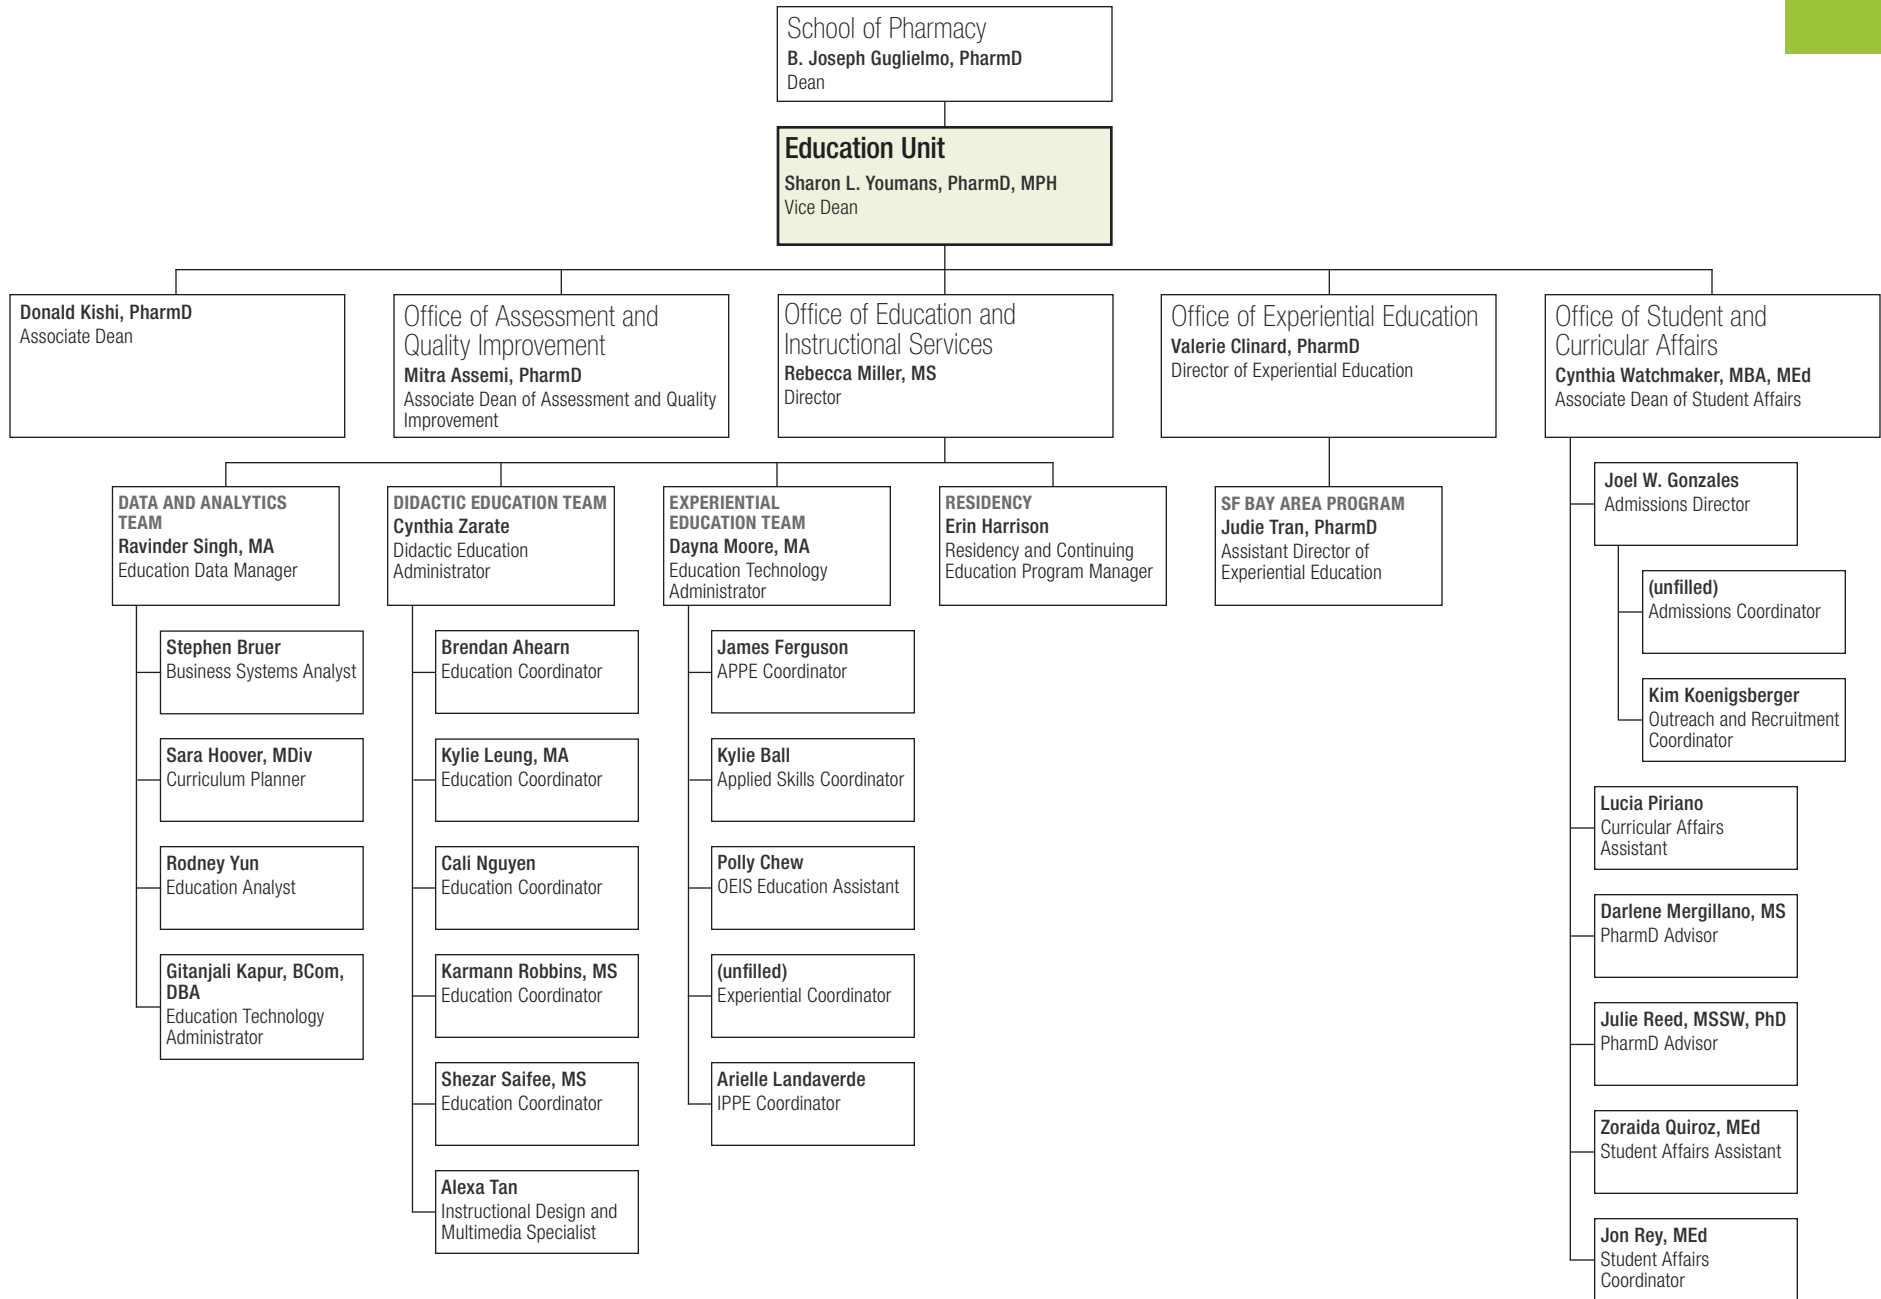 School of Pharmacy
B. Joseph Guglielmo, PharmD
Dean
Education Unit
Sharon L. Youmans, PharmD, MPH
Vice Dean
Donald Kishi, PharmD
Associate Dean
Office of Assessment and
Quality Improvement
Mitra Assemi, PharmD
Associate Dean of Assessment and Quality
Improvement
Office of Education and
Instructional Services
Rebecca Miller, MS
Director
Office of Experiential Education
Valerie Clinard, PharmD
Director of Experiential Education
Office of Student and
Curricular Affairs
Cynthia Watchmaker, MBA, MEd
Associate Dean of Student Affairs
DATA AND ANALYTICS
TEAM
Ravinder Singh, MA
Education Data Manager
Stephen Bruer
Business Systems Analyst
Sara Hoover, MDiv
Curriculum Planner
Rodney Yun
Education Analyst
Gitanjali Kapur, BCom,
DBA
Education Technology
Administrator
DIDACTIC EDUCATION TEAM
Cynthia Zarate
Didactic Education
Administrator
Brendan Ahearn
Education Coordinator
Kylie Leung, MA
Education Coordinator
Cali Nguyen
Education Coordinator
Karmann Robbins, MS
Education Coordinator
Shezar Saifee, MS
Education Coordinator
Alexa Tan
Instructional Design and
Multimedia Specialist
EXPERIENTIAL
EDUCATION TEAM
Dayna Moore, MA
Education Technology
Administrator
James Ferguson
APPE Coordinator
Kylie Ball
Applied Skills Coordinator
Polly Chew
OEIS Education Assistant
(unfilled)
Experiential Coordinator
Arielle Landaverde
IPPE Coordinator
RESIDENCY
Erin Harrison
Residency and Continuing
Education Program Manager
SF BAY AREA PROGRAM
Judie Tran, PharmD
Assistant Director of
Experiential Education
Joel W. Gonzales
Admissions Director
(unfilled)
Admissions Coordinator
Kim Koenigsberger
Outreach and Recruitment
Coordinator
Lucia Piriano
Curricular Affairs
Assistant
Darlene Mergillano, MS
PharmD Advisor
Julie Reed, MSSW, PhD
PharmD Advisor
Zoraida Quiroz, MEd
Student Affairs Assistant
Jon Rey, MEd
Student Affairs
Coordinator